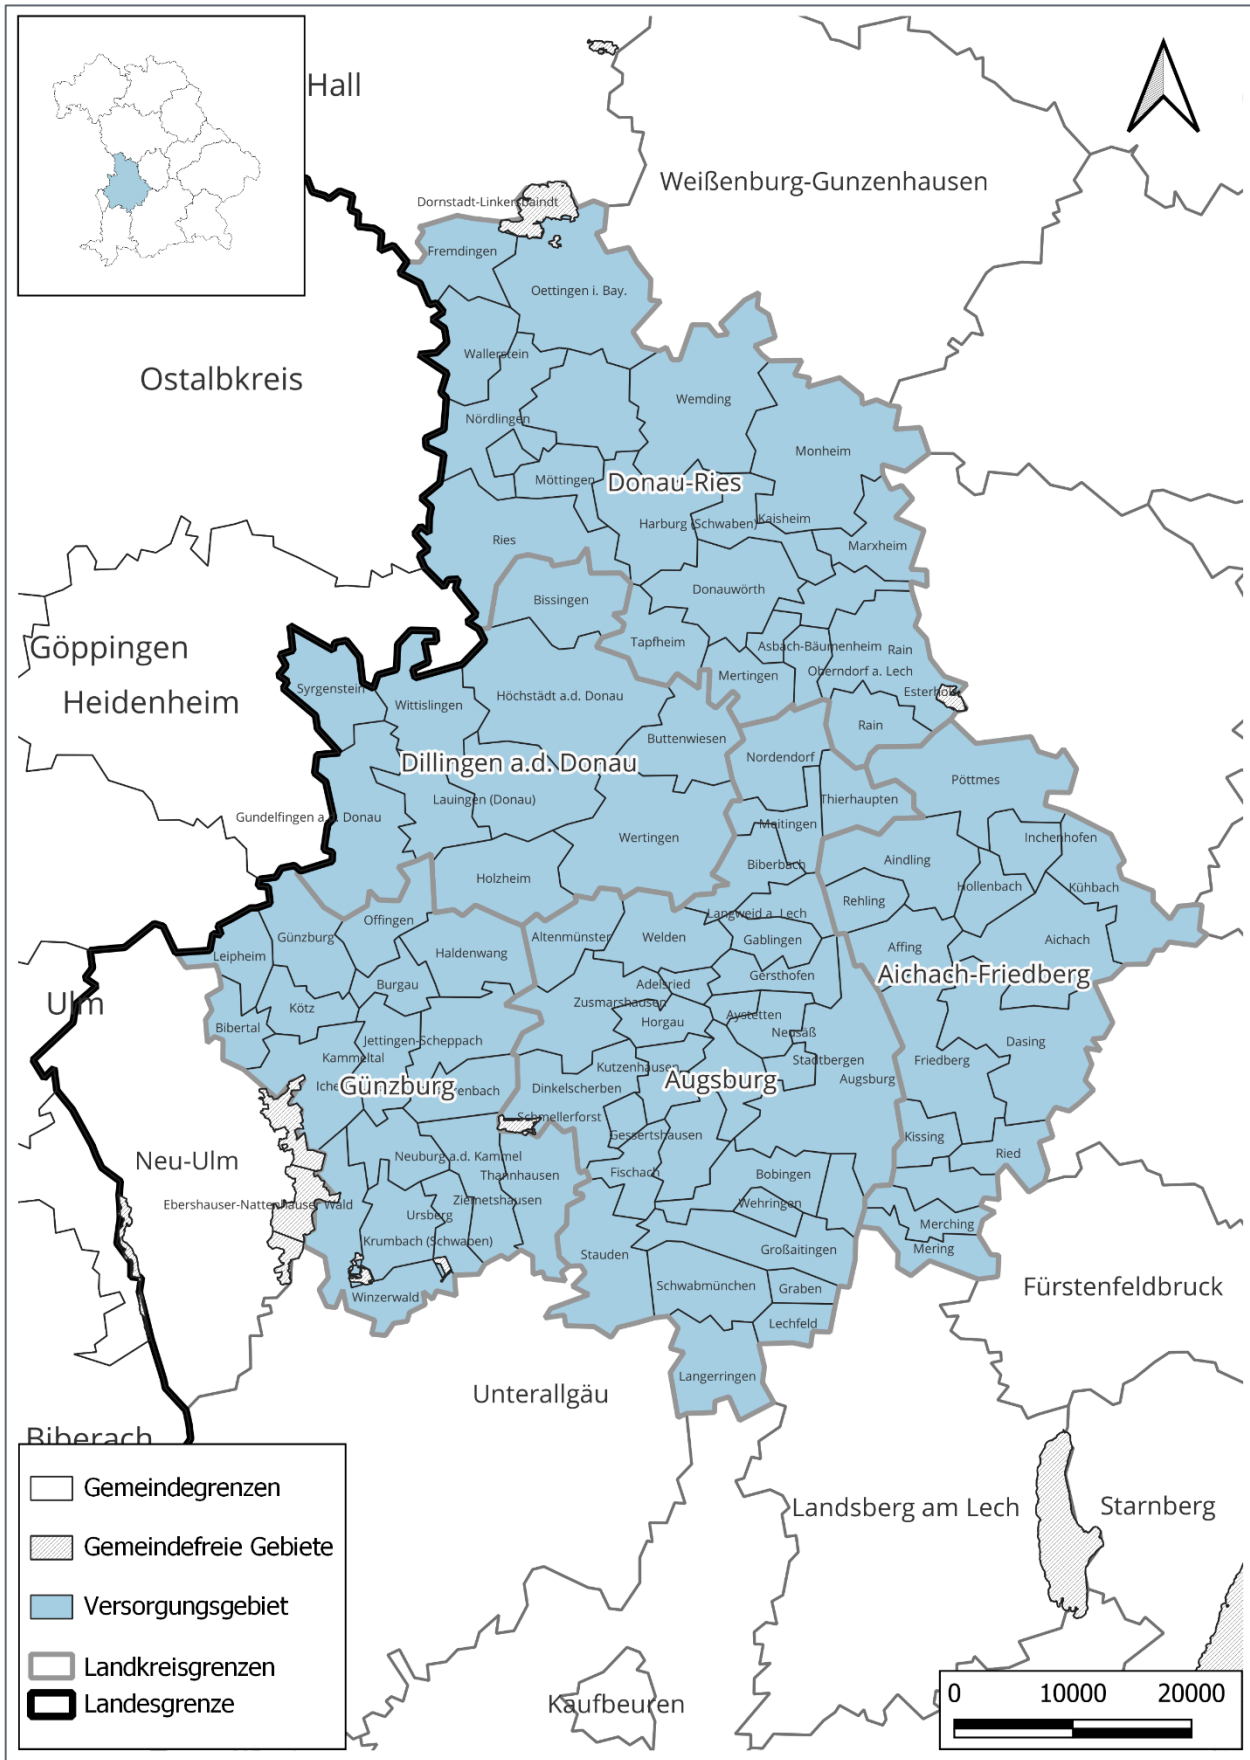 Hall
Weißenburg-Gunzenhausen
Dornstadt-Linkersbaindt
Fremdingen
Oettingen i. Bay.
Wallerstein
Ostalbkreis
Wemding
Nördlingen
Monheim
Möttingen
Donau-Ries
Harburg (Schwaben)
Kaisheim
Ries
Marxheim
Donauwörth
Bissingen
Göppingen
Tapfheim
Asbach-Bäumenheim
Rain
Oberndorf a. Lech
Mertingen
Syrgenstein
Höchstädt a.d. Donau
Esterholz
Heidenheim
Wittislingen
Rain
Buttenwiesen
Nordendorf
Dillingen a.d. Donau
Pöttmes
Lauingen (Donau)
Thierhaupten
Gundelfingen a.d. Donau
Maitingen
Wertingen
Inchenhofen
Aindling
Biberbach
Holzheim
Hollenbach
Kühbach
Rehling
Langweid a. Lech
Offingen
Günzburg
Altenmünster
Welden
Gablingen
Affing
Aichach
Leipheim
Haldenwang
Gersthofen
Aichach-Friedberg
Burgau
Adelsried
Ulm
Kötz
Zusmarshausen
Aystetten
Bibertal
Horgau
Neusäß
Jettingen-Scheppach
Dasing
Kammeltal
Stadtbergen
Friedberg
Kutzenhausen
Günzburg
Dinkelscherben
Augsburg
Augsburg
Schmellerforst
Gessertshausen
Kissing
Neu-Ulm
Neuburg a.d. Kammel
Ried
Thannhausen
Fischach
Bobingen
Ebershauser-Nattenhauser Wald
Ziemetshausen
Wehringen
Ursberg
Merching
Krumbach (Schwaben)
Stauden
Großaitingen
Mering
Winzerwald
Schwabmünchen
Graben
Fürstenfeldbruck
Lechfeld
Langerringen
Unterallgäu
Biberach
Landsberg am Lech
Starnberg
Kaufbeuren
Gemeindegrenzen
Gemeindefreie Gebiete
Versorgungsgebiet
Landkreisgrenzen
Landesgrenze
0 10000 20000